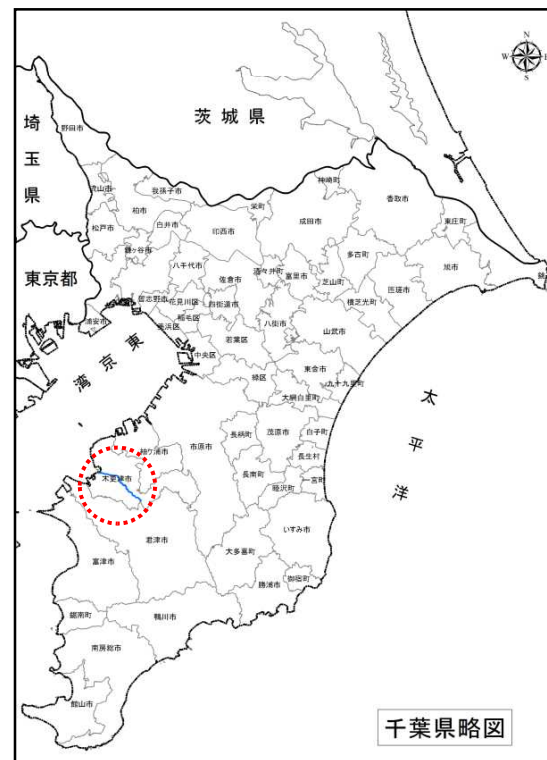 N
W
E
S
茨城県
埼玉県
野田市
神崎町
香取市
流山市
我孫子市
栄町
柏市
成田市
東庄町
松戸市
白井市
印西市
鎌ヶ谷市
多古町
旭市
東京都
八千代市
佐倉市
酒々井町
富里市
芝山町
匝瑳市
銚
習志野市
花見川区
四街道市
横芝光町
浦安市
稲毛区
美浜区
八街市
山武市
若葉区
中央区
東京湾
緑区
東金市
九十九里町
大網白里町
太平洋
長柄町
茂原市
白子町
市原市
袖ケ浦市
長生村
木更津市
長南町
一宮町
睦沢町
いすみ市
君津市
大多喜町
富津市
勝浦市
御宿町
鋸南町
鴨川市
南房総市
館山市
千葉県略図